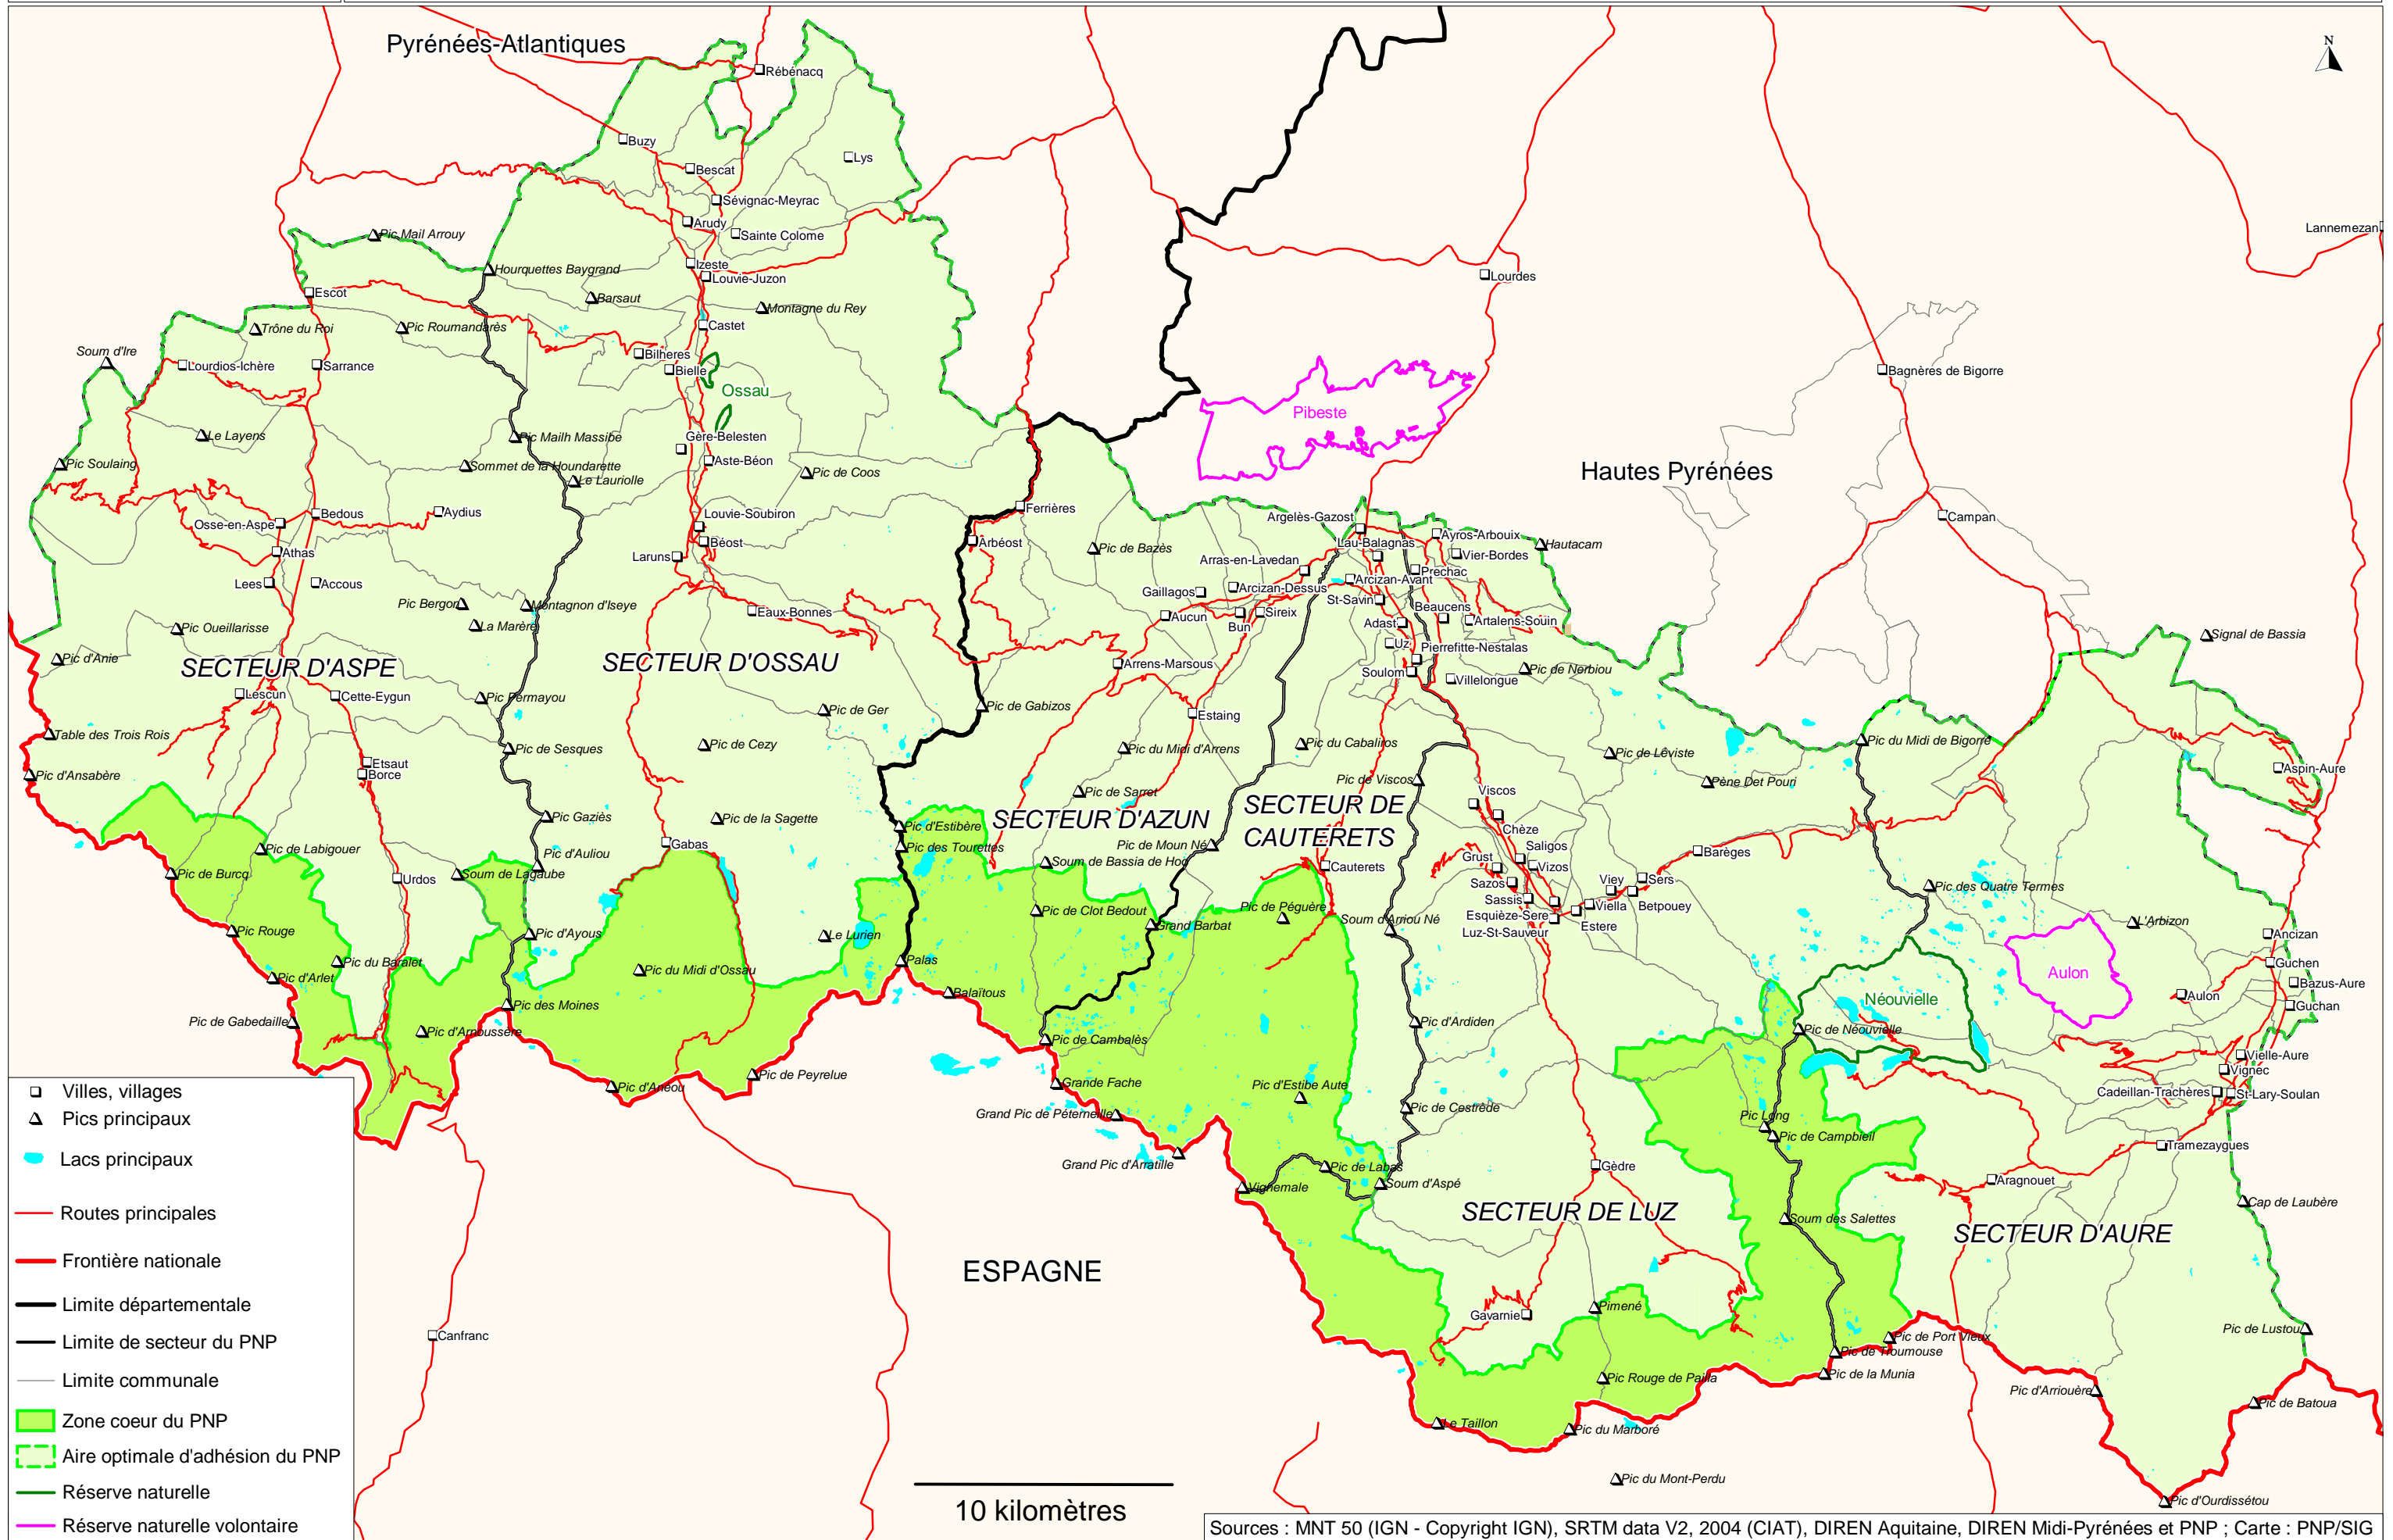 Pyrénées-Atlantiques
N
Rébénacq
Buzy
Lys
Bescat
Sévignac-Meyrac
Arudy
Sainte Colome
Lannemezan
Pic Mail Arrouy
Hourquettes Baygrand
Izeste
Louvie-Juzon
Lourdes
Escot
Barsaut
Montagne du Rey
Trône du Roi
Pic Roumandarès
Castet
Soum d'Ire
Lourdios-Ichère
Sarrance
Bilheres
Bielle
Bagnères de Bigorre
Ossau
Pibeste
Le Layens
Pic Mailh Massibe
Gère-Belesten
Pic Soulaing
Sommet de la Houndarette
Aste-Béon
Pic de Coos
Hautes Pyrénées
Le Lauriolle
Ferrières
Osse-en-Aspe
Bedous
Aydius
Louvie-Soubiron
Argelès-Gazost
Campan
Athas
Béost
Arbéost
Pic de Bazès
Lau-Balagnas
Ayros-Arbouix
Hautacam
Laruns
Vier-Bordes
Arras-en-Lavedan
Prechac
Lees
Accous
Gaillagos
Arcizan-Dessus
Arcizan-Avant
Pic Bergon
Montagnon d'Iseye
Eaux-Bonnes
St-Savin
Beaucens
Aucun
Bun
Sireix
Adast
Artalens-Souin
Pic Oueillarisse
La Marère
Uz
Pierrefitte-Nestalas
Signal de Bassia
Pic d'Anie
SECTEUR D'ASPE
SECTEUR D'OSSAU
Arrens-Marsous
Soulom
Villelongue
Pic de Nerbiou
Lescun
Cette-Eygun
Pic Permayou
Pic de Ger
Pic de Gabizos
Estaing
Table des Trois Rois
Pic de Sesques
Pic de Cezy
Pic du Midi d'Arrens
Pic du Cabaliros
Pic de Lêviste
Pic du Midi de Bigorre
Etsaut
Borce
Pic d'Ansabère
Pic de Viscos
Pène Det Pouri
Aspin-Aure
Pic de Sarret
Viscos
Pic Gaziès
Pic de la Sagette
Pic d'Estibère
SECTEUR D'AZUN
SECTEUR DE
CAUTERETS
Chèze
Pic de Labigouer
Pic d'Auliou
Gabas
Pic des Tourettes
Pic de Moun Né
Saligos
Barèges
Pic de Burcq
Urdos
Soum de Lagaube
Soum de Bassia de Hoo
Cauterets
Grust
Vizos
Sazos
Viey
Sers
Pic des Quatre Termes
Sassis
Viella
Betpouey
Pic de Clot Bedout
Grand Barbat
Pic de Péguère
Soum d'Arriou Né
Esquièze-Sere
Estere
L'Arbizon
Luz-St-Sauveur
Pic Rouge
Pic d'Ayous
Le Lurien
Ancizan
Pic du Baralet
Palas
Guchen
Pic d'Arlet
Pic du Midi d'Ossau
Aulon
Bazus-Aure
Balaïtous
Néouvielle
Aulon
Guchan
Pic des Moines
Pic de Gabedaille
Pic d'Arnoussère
Pic d'Ardiden
Pic de Néouvielle
Pic de Cambalès
Vielle-Aure
Vignec
Pic de Peyrelue
Grande Fache
Pic d'Estibe Aute
Pic d'Anéou
Cadeillan-Trachères
St-Lary-Soulan
Villes, villages
Pics principaux
Grand Pic de Péterneille
Pic de Cestrède
Pic Long
Pic de Campbieil
Tramezaygues
Lacs principaux
Grand Pic d'Arratille
Pic de Labas
Gèdre
Vignemale
Soum d'Aspé
Aragnouet
Cap de Laubère
Routes principales
SECTEUR DE LUZ
Soum des Salettes
SECTEUR D'AURE
Frontière nationale
ESPAGNE
Limite départementale
Gavarnie
Pimené
Pic de Lustou
Limite de secteur du PNP
Canfranc
Pic de Port Vieux
Pic de Troumouse
Limite communale
Pic Rouge de Pailla
Pic de la Munia
Pic d'Arriouère
Pic de Batoua
Zone coeur du PNP
Le Taillon
Pic du Marboré
Aire optimale d'adhésion du PNP
Pic du Mont-Perdu
Réserve naturelle
10 kilomètres
Pic d'Ourdissétou
Réserve naturelle volontaire
Sources : MNT 50 (IGN - Copyright IGN), SRTM data V2, 2004 (CIAT), DIREN Aquitaine, DIREN Midi-Pyrénées et PNP ; Carte : PNP/SIG